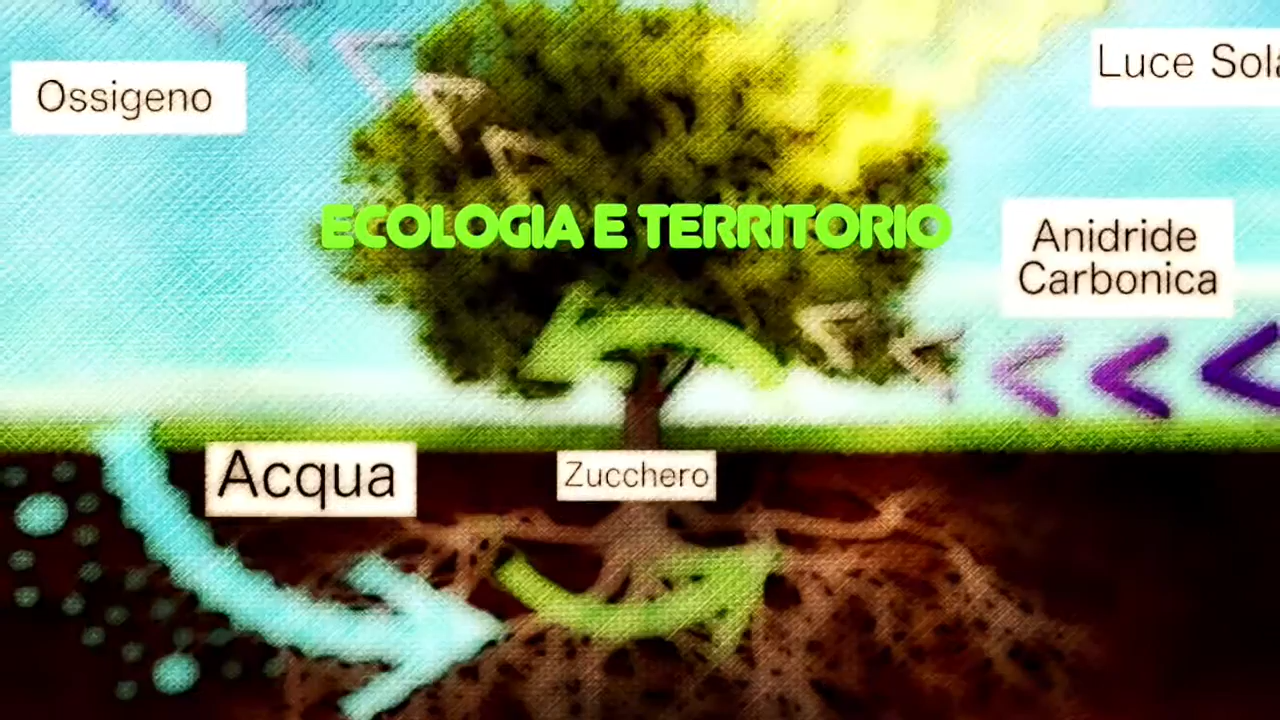 Ossigeno
Luce Sola
ECOLOGIA E TERRITORIO
Anidride
Carbonica
Acqua
Zucchero